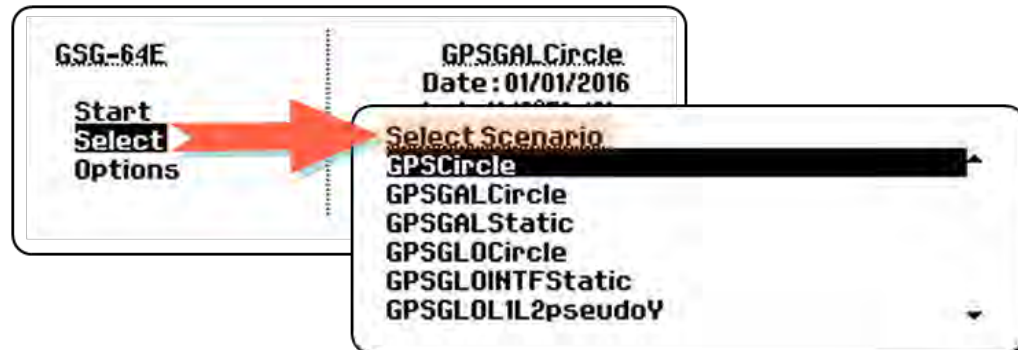 GSG-64E
Start
Select
Options
GPSGALCircle
Date:01/01/2016
Select Scenario
GPSCircle
GPSGALCircle
GPSGALStatic
GPSGLOCircle
GPSGLOINTFStatic
GPSGLOL1L2pseudoY